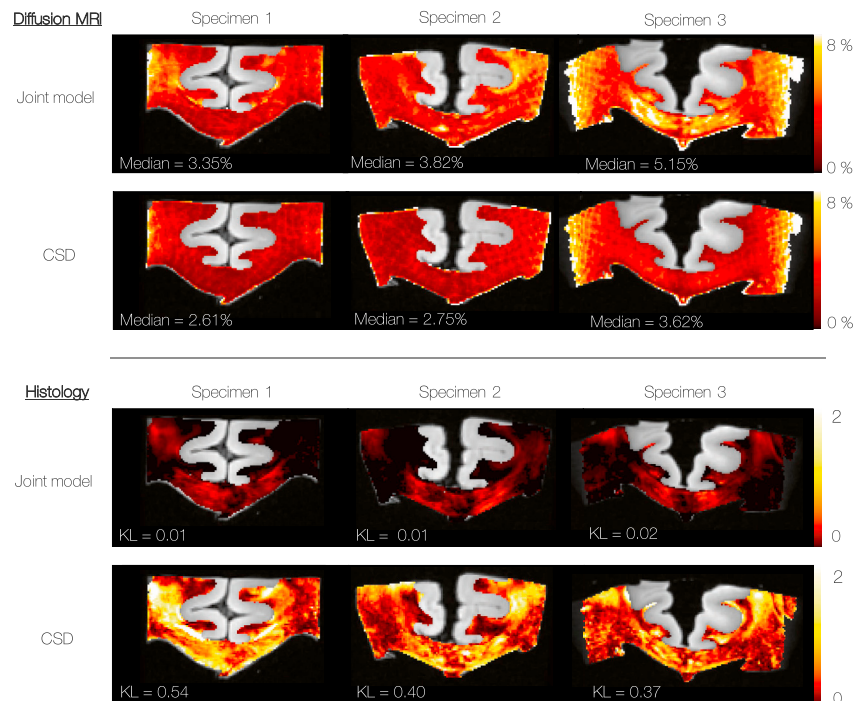 Diffusion MRI Specimen 1 Specimen 2 Specimen 3
8 %
Joint model
Median = 3.35% Median = 3.82% Median = 5.15%
0 %
8 %
CSD
Median = 2.61% Median = 2.75% Median = 3.62%
0 %
Histology Specimen 1 Specimen 2 Specimen 3
2
Joint model
KL = 0.01 KL = 0.01 KL = 0.02
0
2
CSD
KL = 0.54 KL = 0.40 KL = 0.37
0